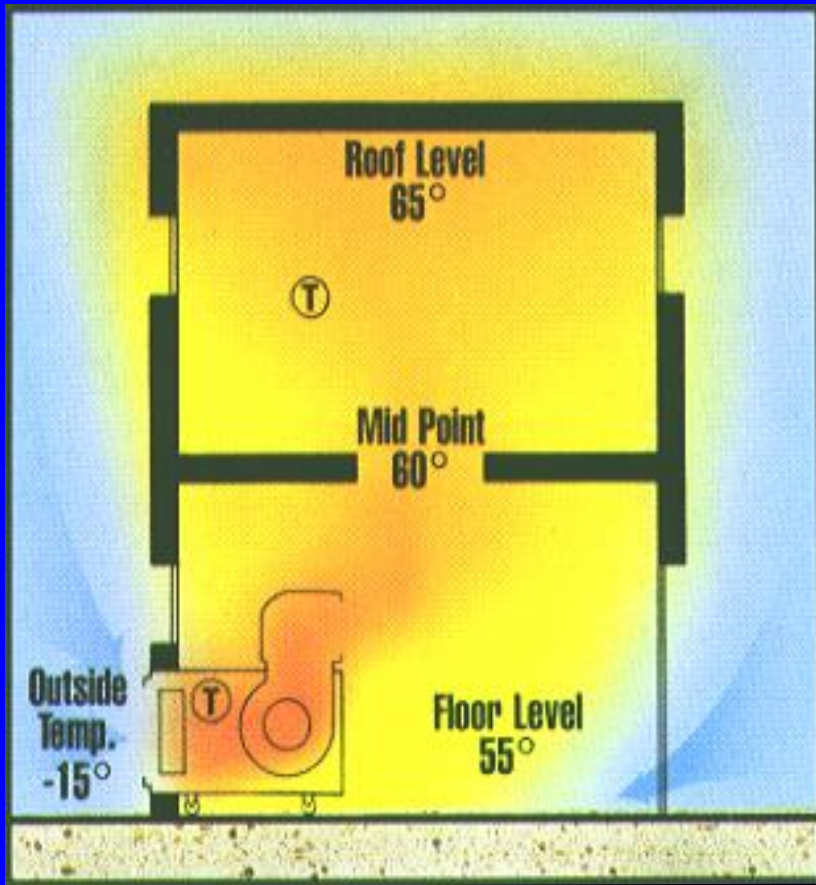 Roof Level
65°
T
Mid Point
60°
T
Outside
Temp.
-15°
Floor Level
55°